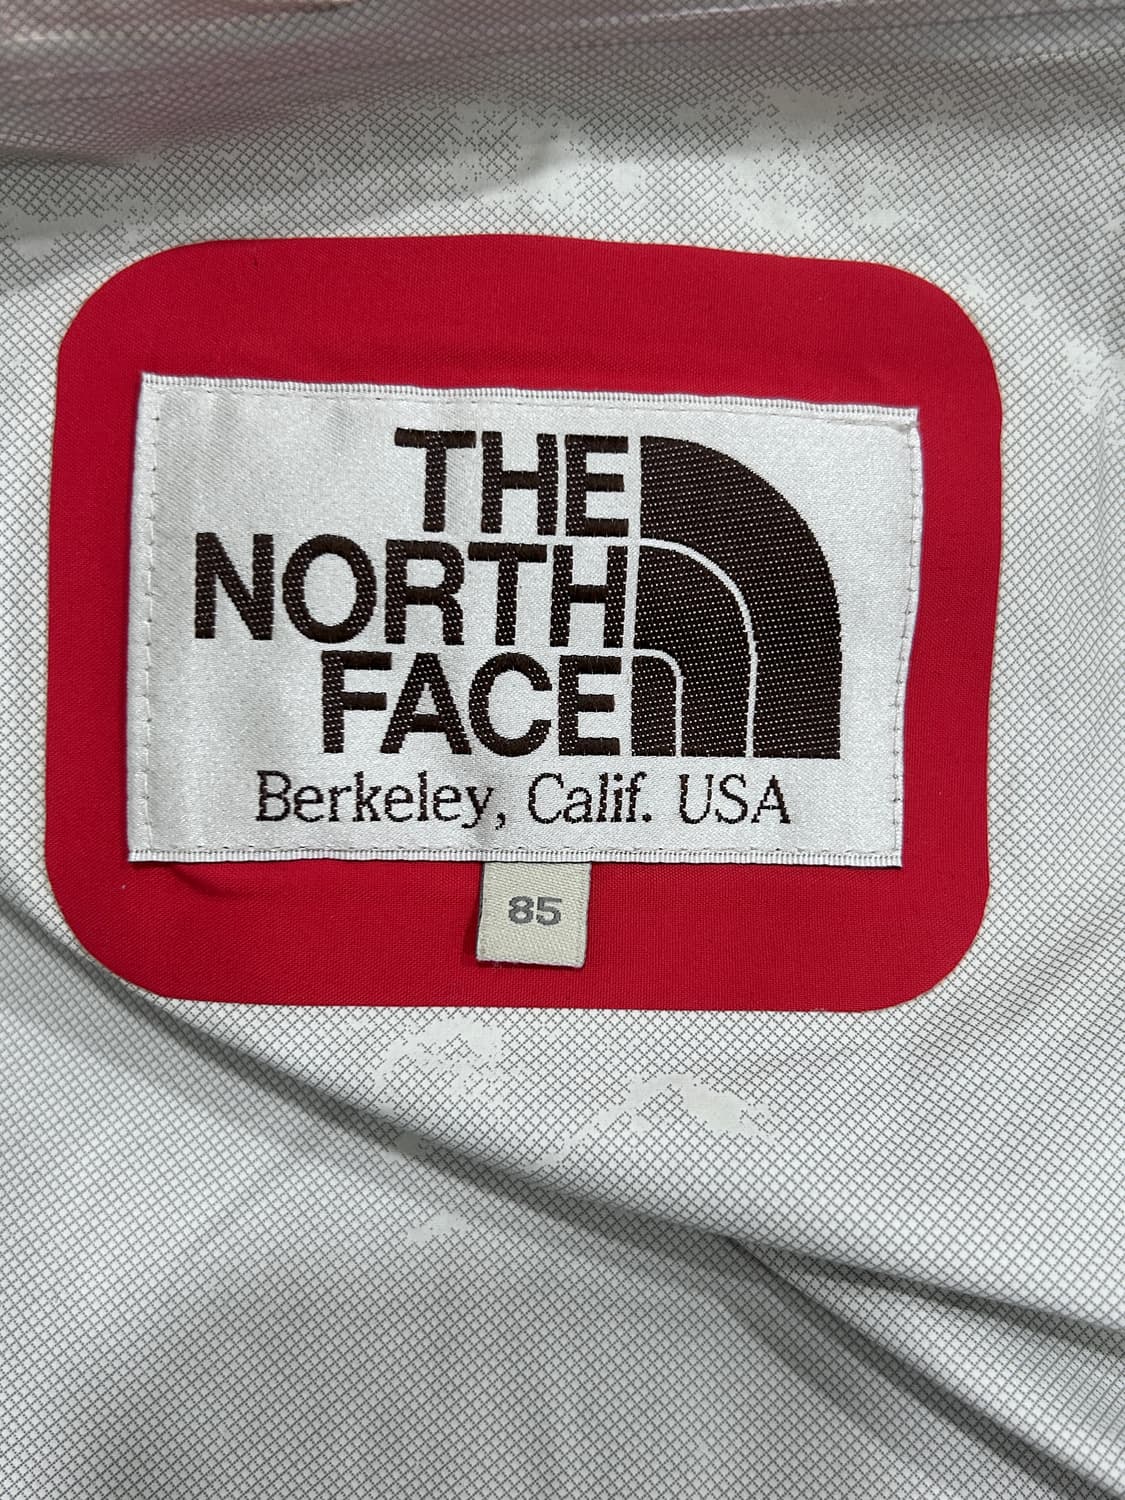 THE
NORTH
FACE
Berkeley, Calif. USA
85